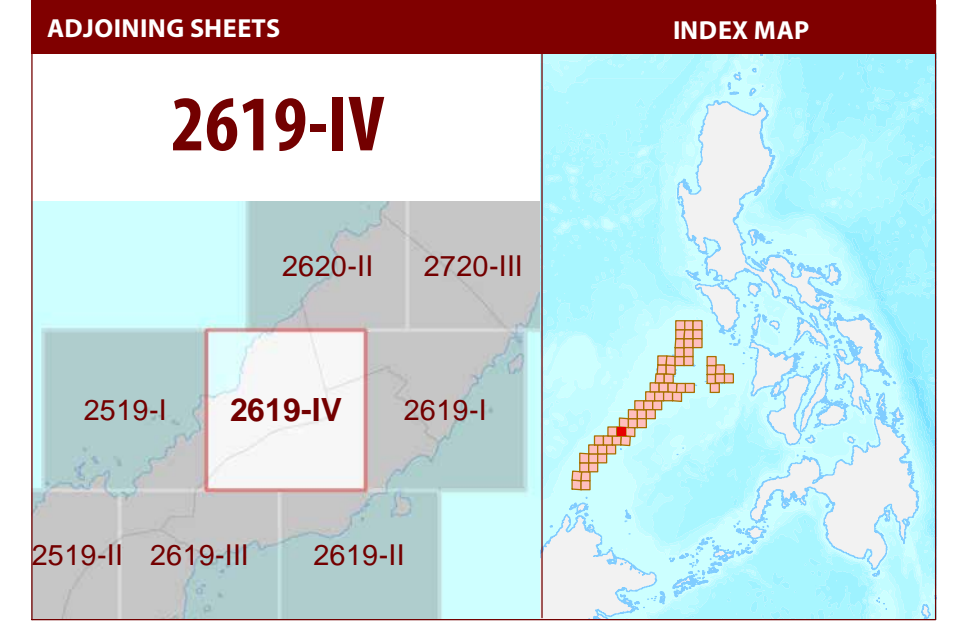 ADJOINING SHEETS
INDEX MAP
2619-IV
2620-II
2720-III
2519-I
2619-IV
2619-I
2519-II
2619-III
2619-II